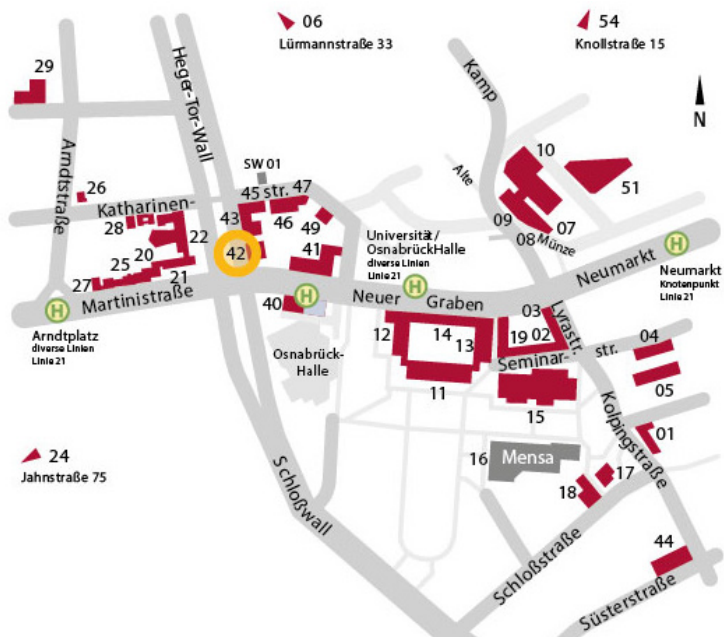 06
Lürmannstraße 33
54
Knollstraße 15
29
Heger-Tor-Wall
Kamp
N
Arndtstraße
SW 01
10
26
Katharinen-
45
str.
47
Alte
51
28
43
46
49
09
07
22
Universität/
OsnabrückHalle
diverse Linien
Linie 21
08
Münze
20
42
41
H
Neumarkt
Neumarkt
Knotenpunkt
Linie 21
25
27
21
Martinistraße
H
H
40
Neuer
Graben
03
H
Arndtplatz
diverse Linien
Linie 21
Lyrastr.
12
14
13
19
02
04
Osnabrück-
Halle
Seminar-
str.
11
05
15
Kolpingstraße
01
24
Jahnstraße 75
16
Mensa
17
18
Schloßwall
Schloßstraße
44
Süsterstraße